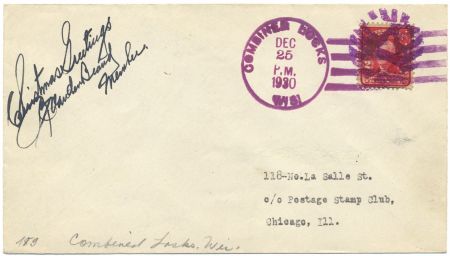 Christmas Greetings
Member
COMBINED LOCKS
DEC
25
P.M.
1930
WIS.
118-No.La Salle St.
c/o Postage Stamp Club,
Chicago, Ill.
183 Combined Locks, Wis.